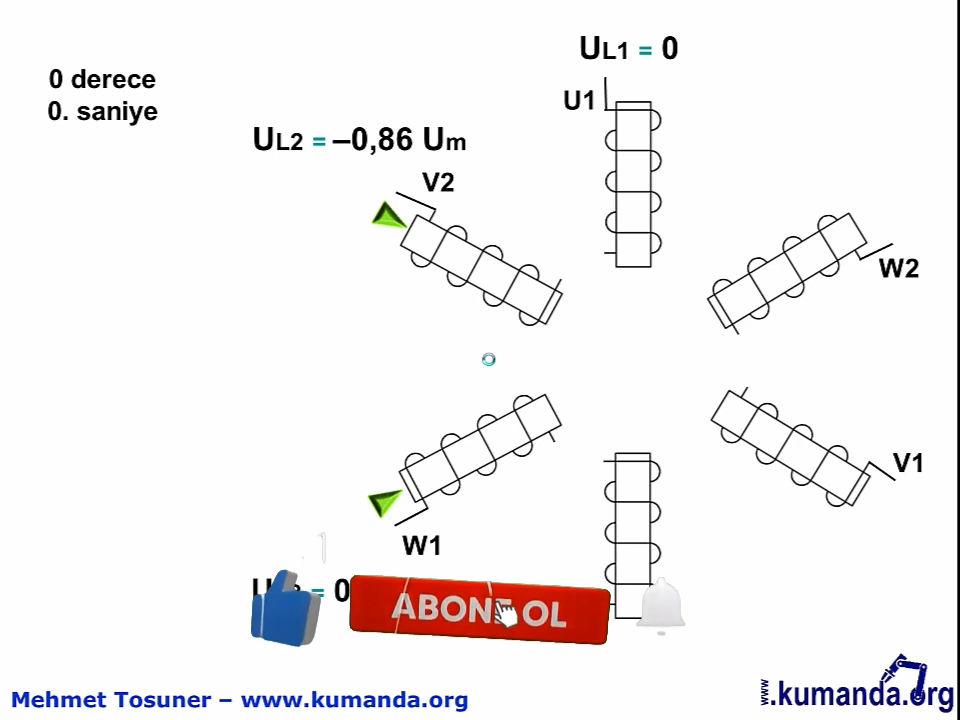 UL1 = 0
0 derece
0. saniye
U1
UL2 = –0,86 Um
V2
W2
V1
W1
= 0
ABONE OL
Mehmet Tosuner – www.kumanda.org
www.kumanda.org